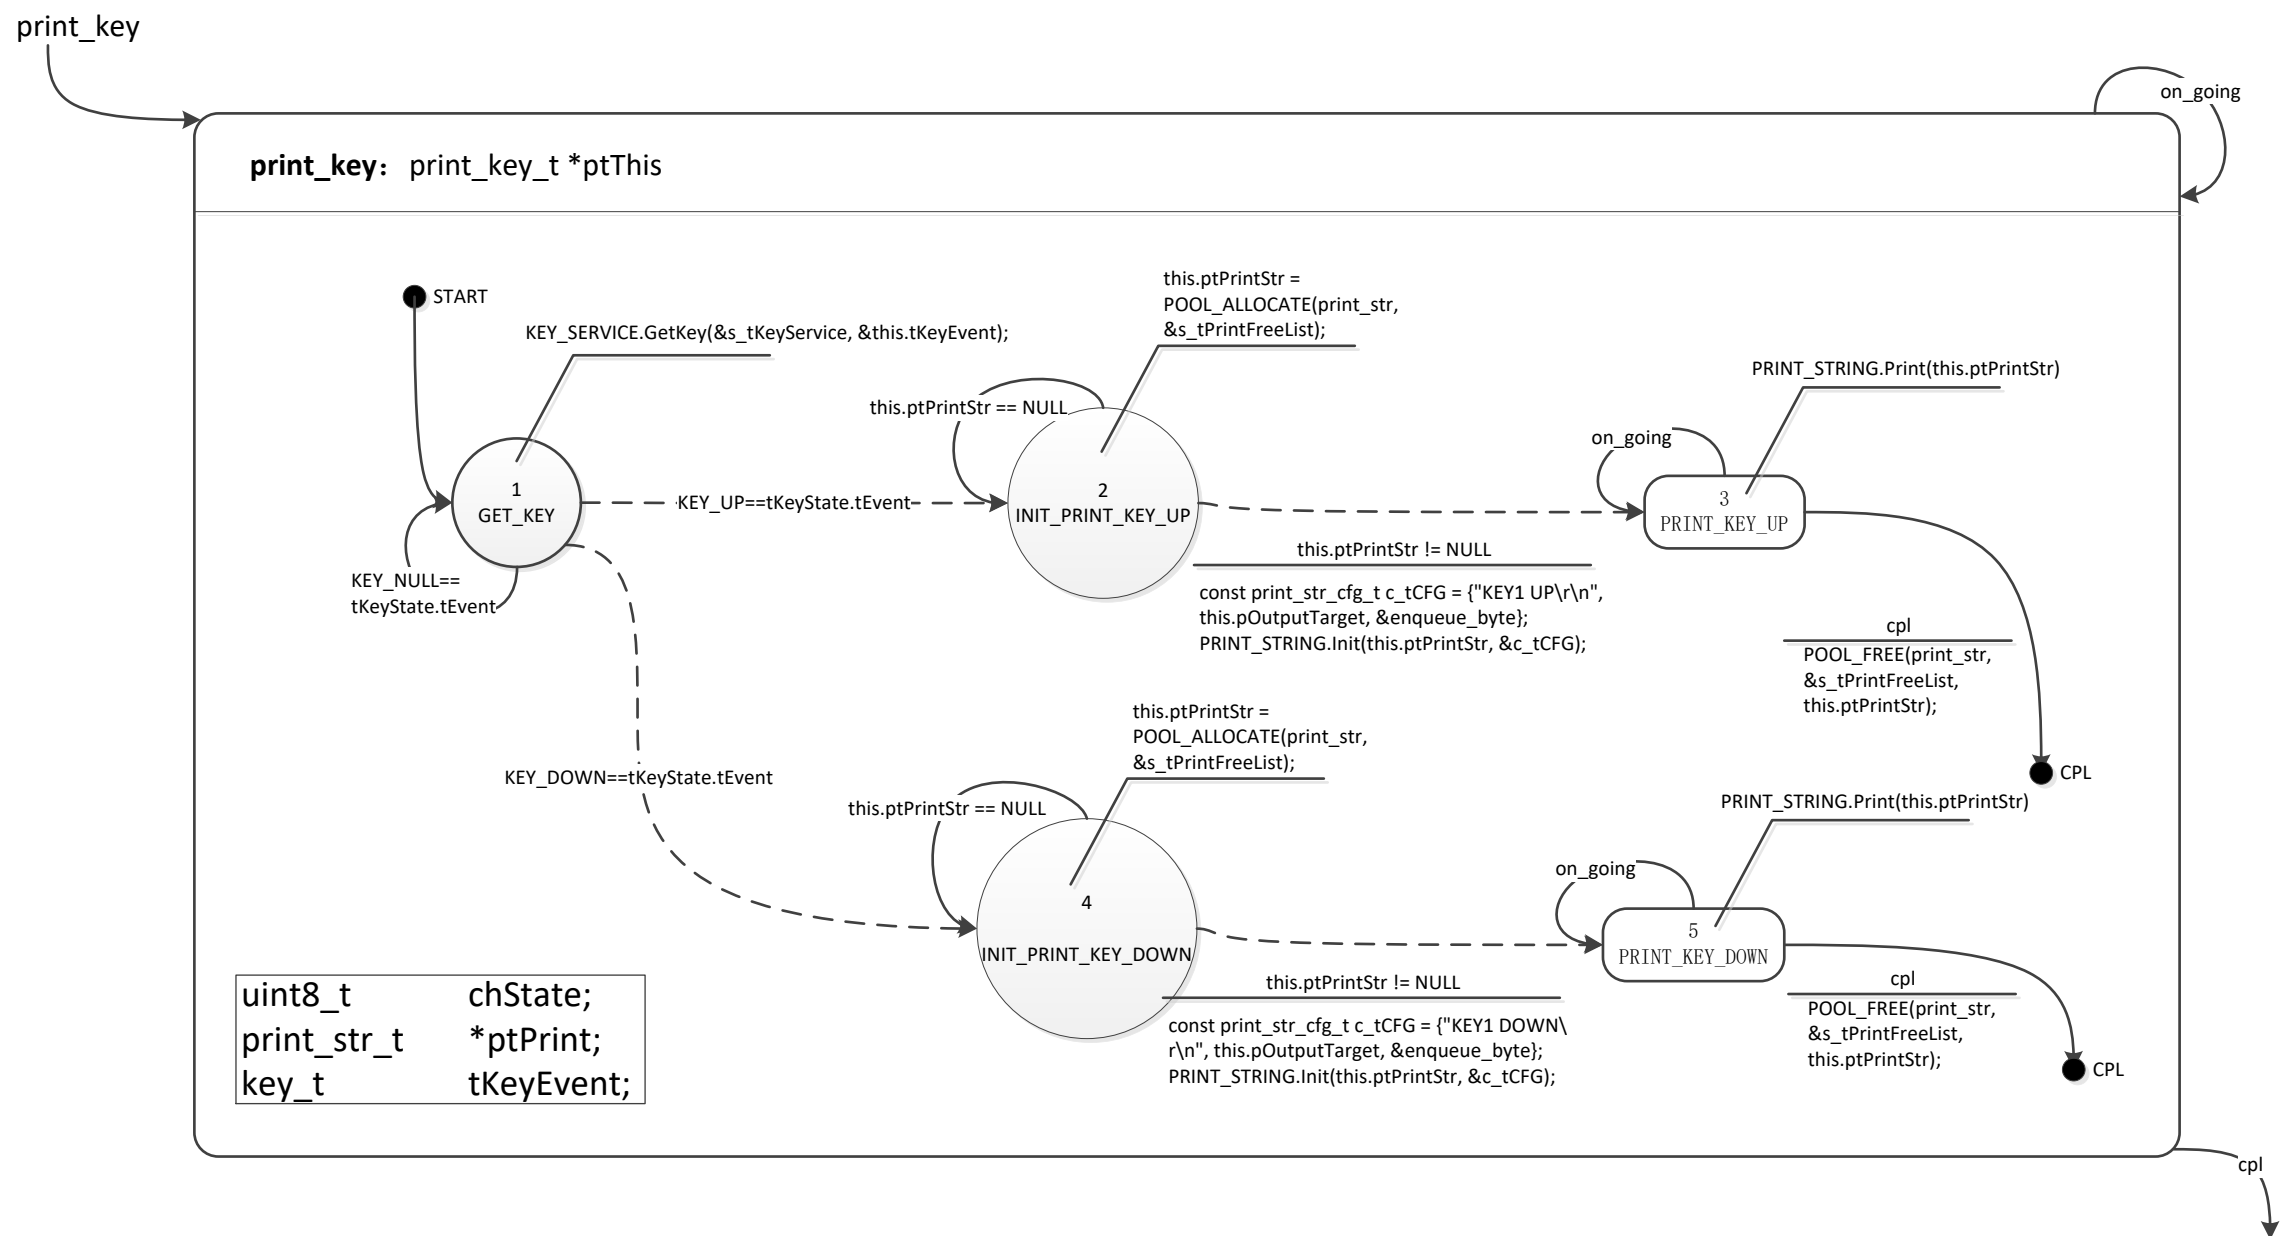 print_key
on_going
print_key：print_key_t *ptThis
START
KEY_SERVICE.GetKey(&s_tKeyService, &this.tKeyEvent);
1
GET_KEY
KEY_NULL==
tKeyState.tEvent
KEY_UP==tKeyState.tEvent
this.ptPrintStr =
POOL_ALLOCATE(print_str,
&s_tPrintFreeList);
this.ptPrintStr == NULL
2
INIT_PRINT_KEY_UP
this.ptPrintStr != NULL
const print_str_cfg_t c_tCFG = {"KEY1 UP\r\n",
this.pOutputTarget, &enqueue_byte};
PRINT_STRING.Init(this.ptPrintStr, &c_tCFG);
PRINT_STRING.Print(this.ptPrintStr)
on_going
3
PRINT_KEY_UP
cpl
POOL_FREE(print_str,
&s_tPrintFreeList,
this.ptPrintStr);
CPL
KEY_DOWN==tKeyState.tEvent
this.ptPrintStr =
POOL_ALLOCATE(print_str,
&s_tPrintFreeList);
this.ptPrintStr == NULL
4
INIT_PRINT_KEY_DOWN
this.ptPrintStr != NULL
const print_str_cfg_t c_tCFG = {"KEY1 DOWN\
r\n", this.pOutputTarget, &enqueue_byte};
PRINT_STRING.Init(this.ptPrintStr, &c_tCFG);
PRINT_STRING.Print(this.ptPrintStr)
on_going
5
PRINT_KEY_DOWN
cpl
POOL_FREE(print_str,
&s_tPrintFreeList,
this.ptPrintStr);
CPL
uint8_t chState;
print_str_t *ptPrint;
key_t tKeyEvent;
cpl